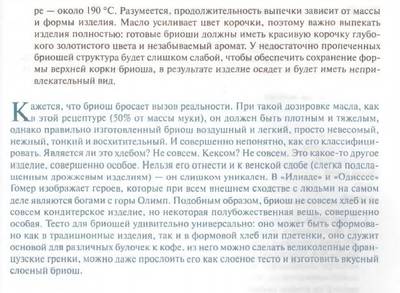 ре — около 190 °C. Разумеется, продолжительность выпечки зависит от массы
и формы изделия. Масло усиливает цвет корочки, поэтому важно выпекать
изделия полностью: готовые бриоши должны иметь красивую корочку глубо-
кого золотистого цвета и незабываемый аромат. У недостаточно пропеченных
бриошей структура будет слишком слабой, чтобы обеспечить сохранение фор-
мы верхней корки бриоша, в результате изделие осядет и будет иметь непри-
влекательный вид.
Кажется, что бриош бросает вызов реальности. При такой дозировке масла, как
в этой рецептуре (50% от массы муки), он должен быть плотным и тяжелым,
однако правильно изготовленный бриош воздушный и легкий, просто невесомый,
нежный, тонкий и восхитительный. И совершенно непонятно, как его классифици-
ровать. Является ли это хлебом? Не совсем. Кексом? Не совсем. Это какое-то другое
изделие, совершенно особое. Нельзя его отнести и к венской сдобе (слегка подсла-
щенным дрожжевым изделиям) — он слишком уникален. В «Илиаде» и «Одиссее»
Гомер изображает героев, которые при всем внешнем сходстве с людьми на самом
деле являются богами с горы Олимп. Подобным образом, бриош не совсем хлеб и не
совсем кондитерское изделие, но некоторая полубожественная вещь, совершенно
особая. Тесто для бриошей удивительно универсально: оно может быть сформова-
но как в традиционные изделия, так и в формовой хлеб или плетенки, оно служит
основой для различных булочек к кофе. из него можно сделать великолепные фран-
цузские гренки, можно даже прослоить его как слоеное тесто и изготовить вкусный
слоеный бриош.